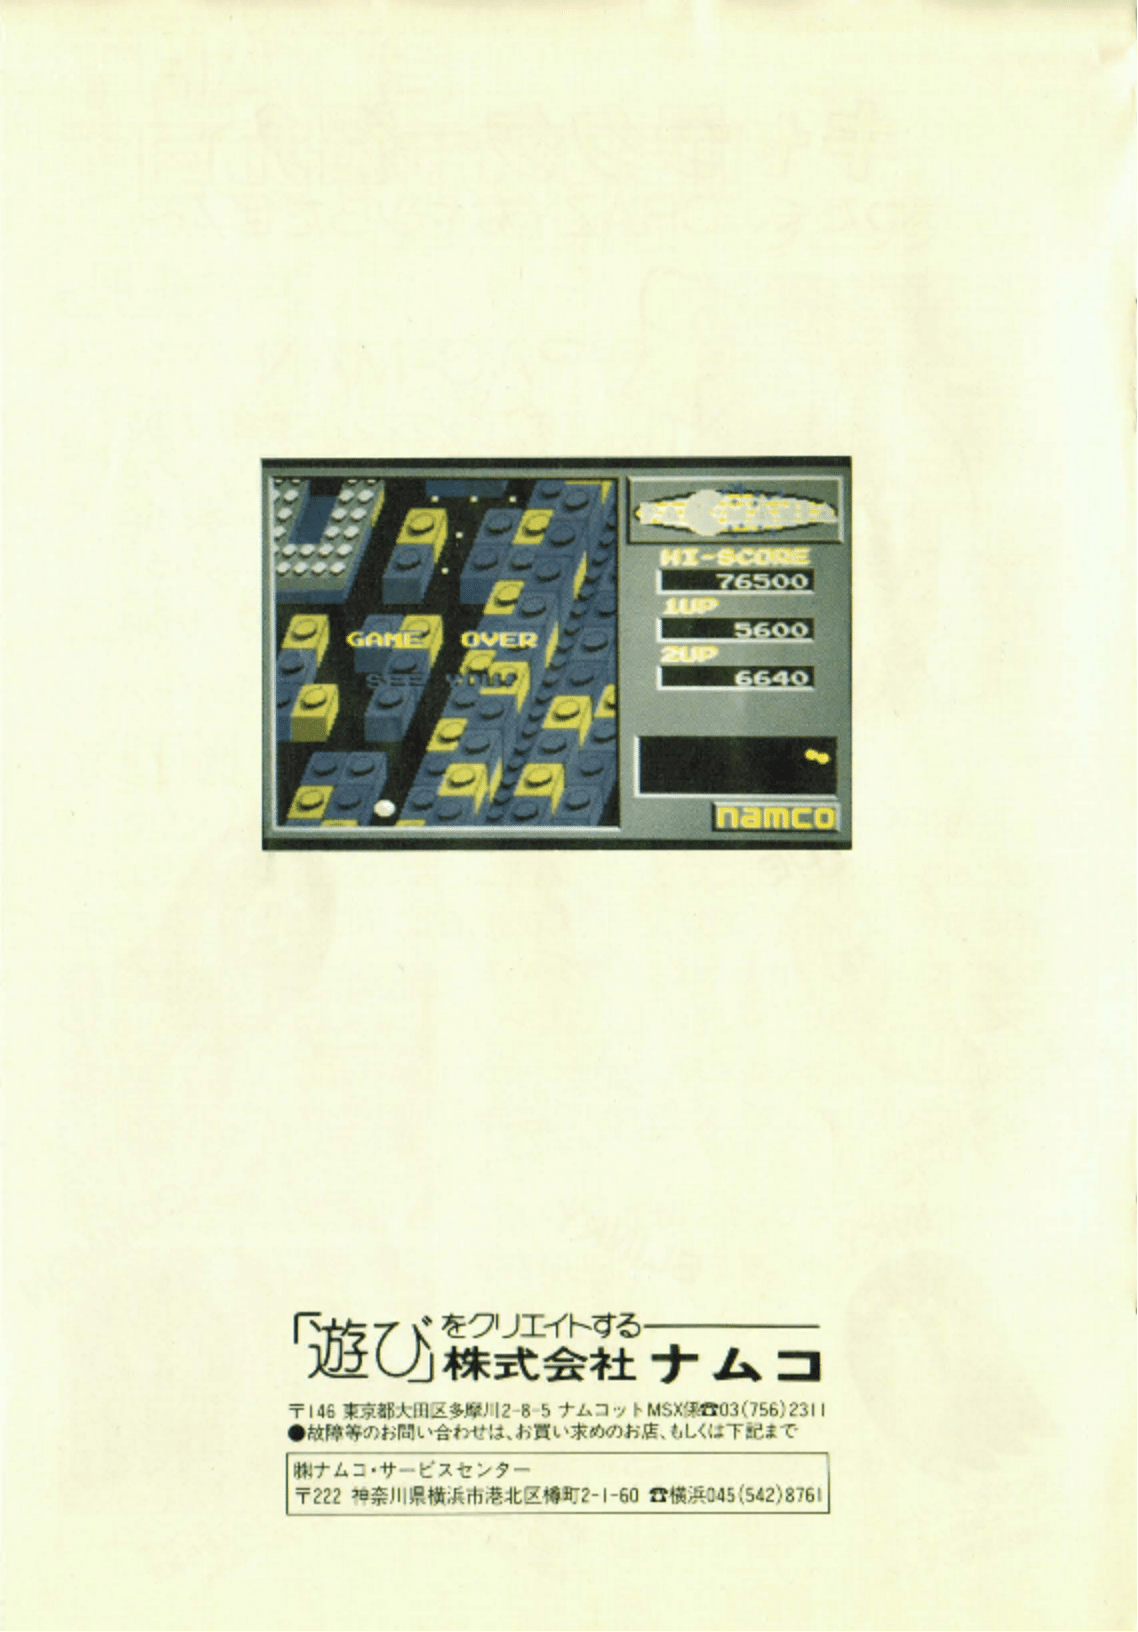 HI-SCORE
76500
1UP
5600
2UP
6640
GAME OVER
SEE YOU!!
namco
「遊び」をクリエイトする
株式会社ナムコ
〒146 東京都大田区多摩川2-8-5 ナムコットMSX係☎03(756)2311
●故障等のお問い合わせは、お買い求めのお店、もしくは下記まで
㈱ナムコ・サービスセンター
〒222 神奈川県横浜市港北区樽町2-1-60 ☎横浜045(542)8761